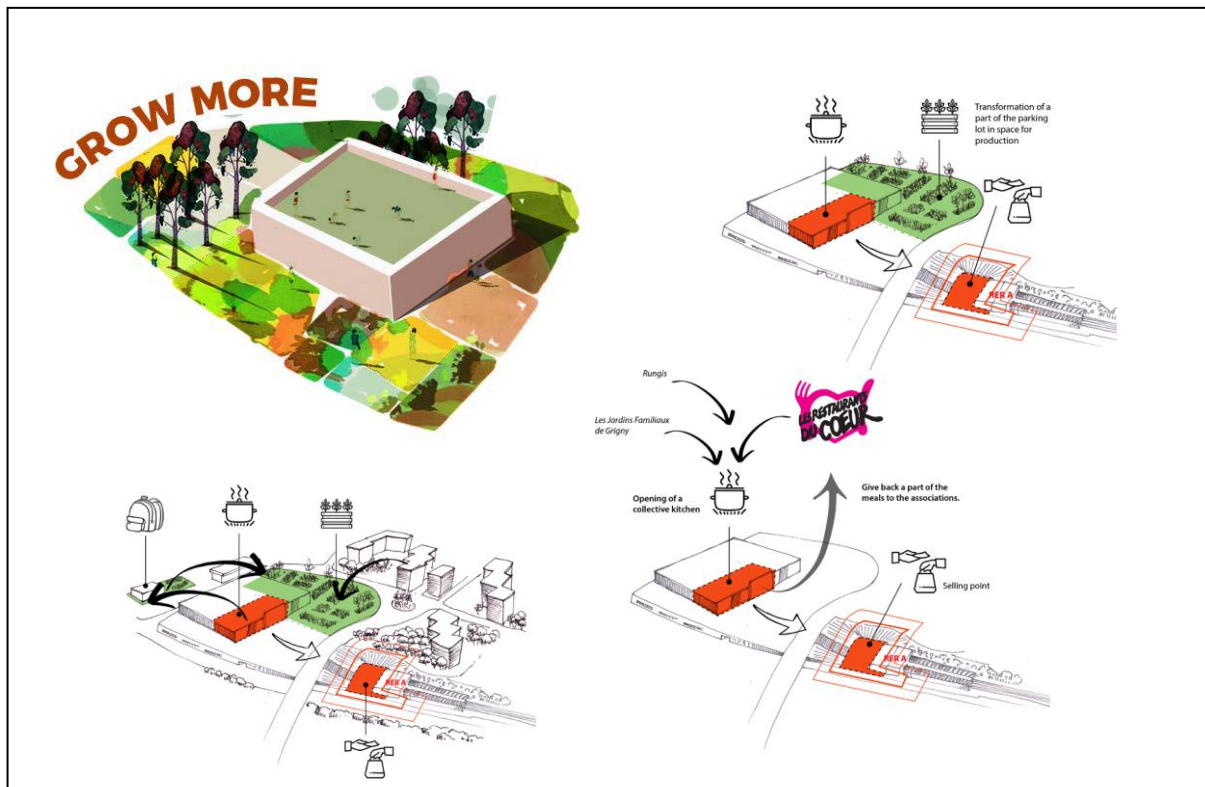 GROW MORE
Transformation of a
part of the parking
lot in space for
production
RER A
Rungis
Les Jardins Familiaux
de Grigny
LES RESTAURANTS
DU COEUR
Opening of a
collective kitchen
Give back a part of the
meals to the associations.
Selling point
RER A
RER A